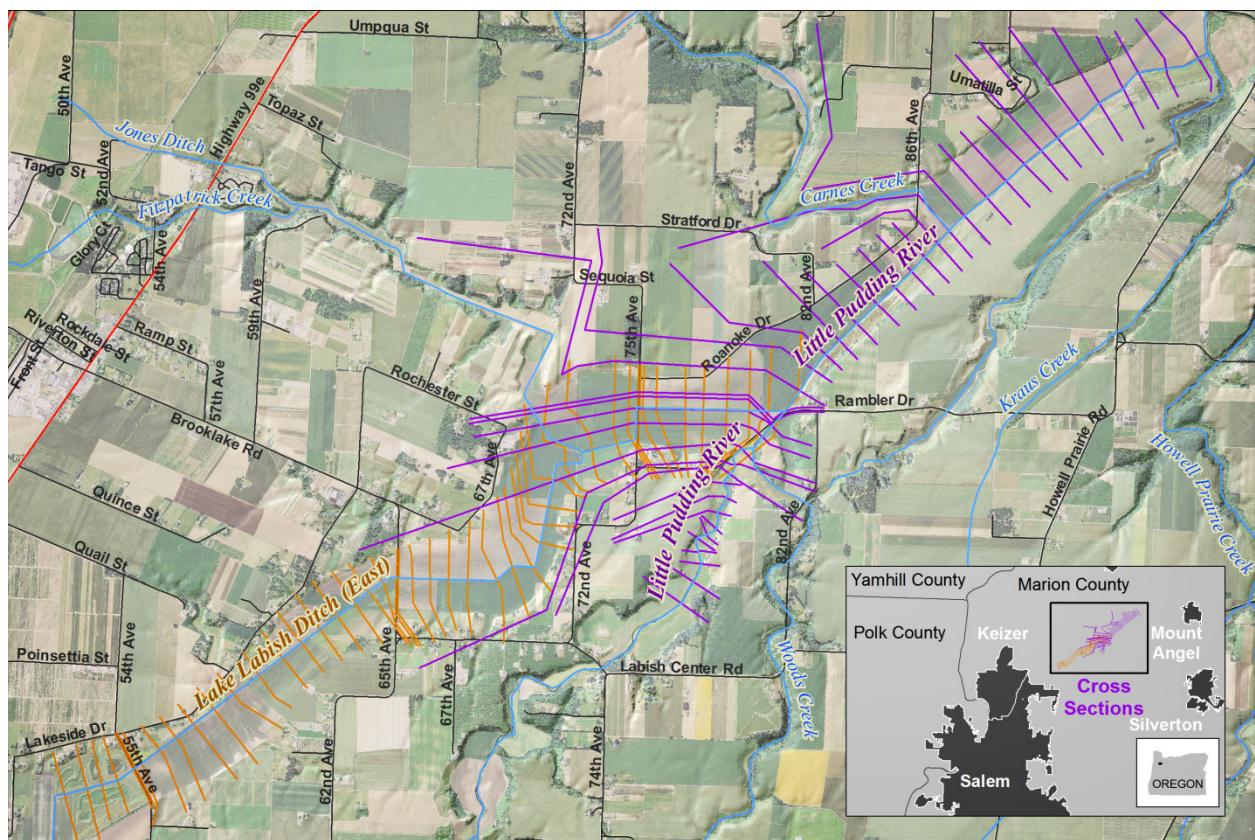 Umpqua St
50th Ave
Highway 99e
Topaz St
Jones Ditch
52nd Ave
Tango St
Fitzpatrick Creek
Glory Ct
54th Ave
72nd Ave
Umatilla St
86th Ave
Carnes Creek
Stratford Dr
Sequoia St
82nd Ave
Little Pudding River
59th Ave
Riverton St
Rockdale St
Ramp St
Front St
57th Ave
75th Ave
Roanoke Dr
Rochester St
Rambler Dr
Kraus Creek
Brooklake Rd
67th Ave
Howell Prairie Rd
Howell Prairie Creek
Quince St
Little Pudding River
82nd Ave
Quail St
72nd Ave
Lake Labish Ditch (East)
Poinsettia St
54th Ave
65th Ave
67th Ave
Labish Center Rd
Woods Creek
Lakeside Dr
55th Ave
62nd Ave
74th Ave
Yamhill County
Marion County
Polk County
Keizer
Mount
Angel
Cross
Sections
Silverton
Salem
OREGON